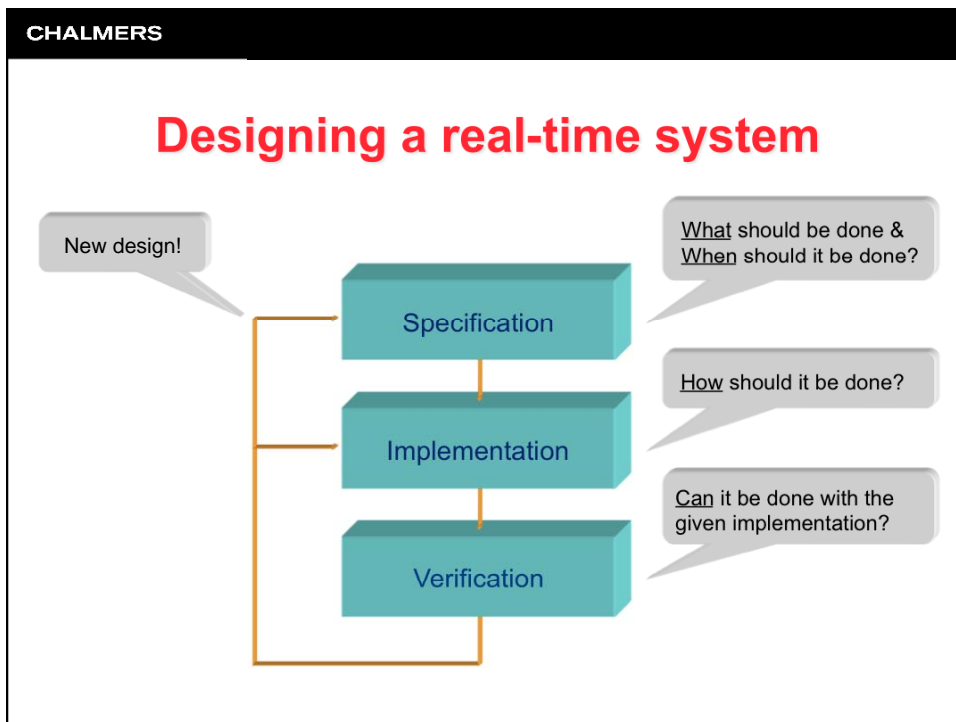 CHALMERS
Designing a real-time system
New design!
What should be done &
When should it be done?
Specification
How should it be done?
Implementation
Can it be done with the
given implementation?
Verification